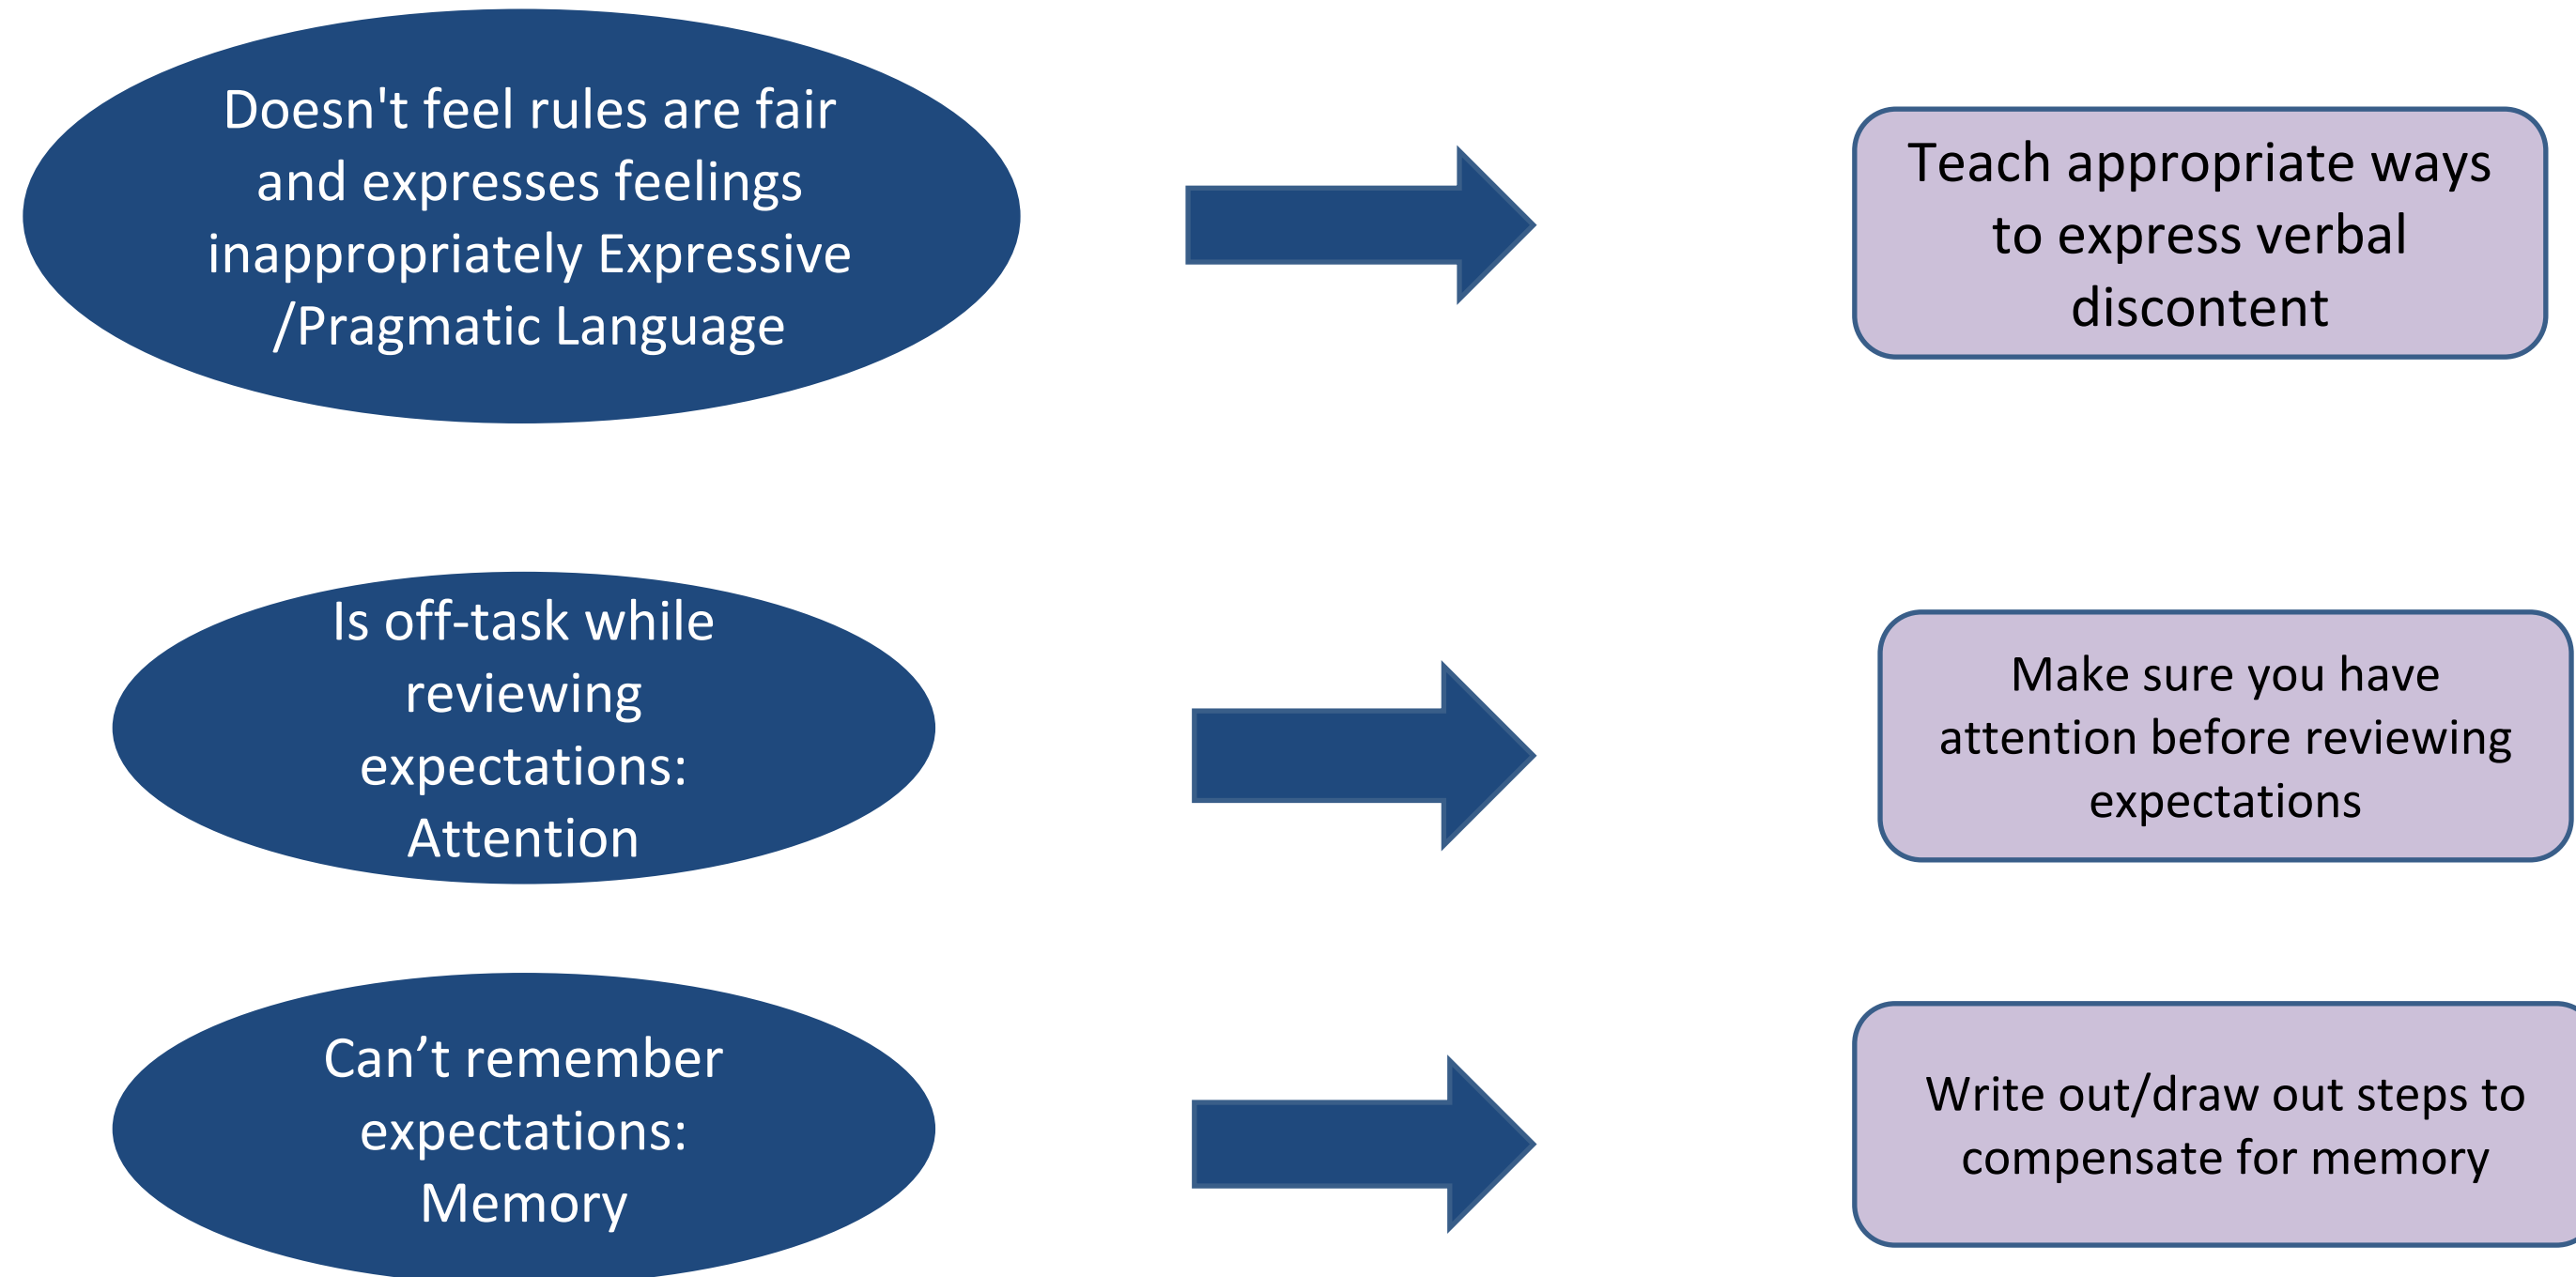 Doesn't feel rules are fair
and expresses feelings
inappropriately Expressive
/Pragmatic Language
Teach appropriate ways
to express verbal
discontent
Is off-task while
reviewing
expectations:
Attention
Make sure you have
attention before reviewing
expectations
Can’t remember
expectations:
Memory
Write out/draw out steps to
compensate for memory